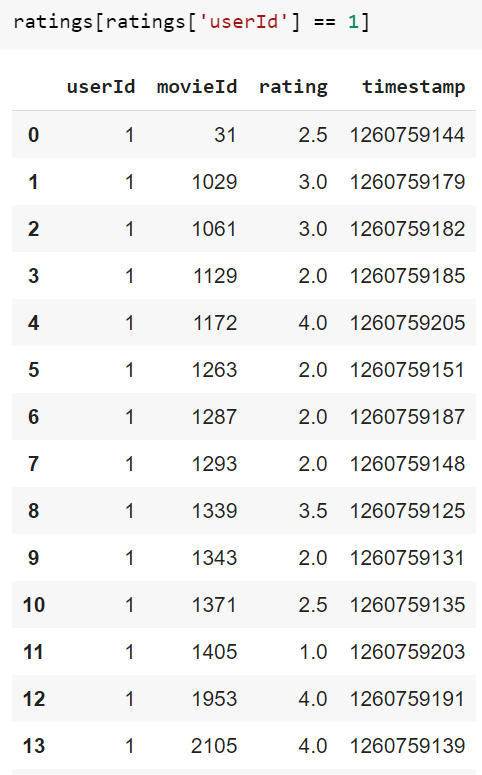 ratings[ratings['userId'] == 1]
userId movieId rating timestamp
0 1 31 2.5 1260759144
1 1 1029 3.0 1260759179
2 1 1061 3.0 1260759182
3 1 1129 2.0 1260759185
4 1 1172 4.0 1260759205
5 1 1263 2.0 1260759151
6 1 1287 2.0 1260759187
7 1 1293 2.0 1260759148
8 1 1339 3.5 1260759125
9 1 1343 2.0 1260759131
10 1 1371 2.5 1260759135
11 1 1405 1.0 1260759203
12 1 1953 4.0 1260759191
13 1 2105 4.0 1260759139